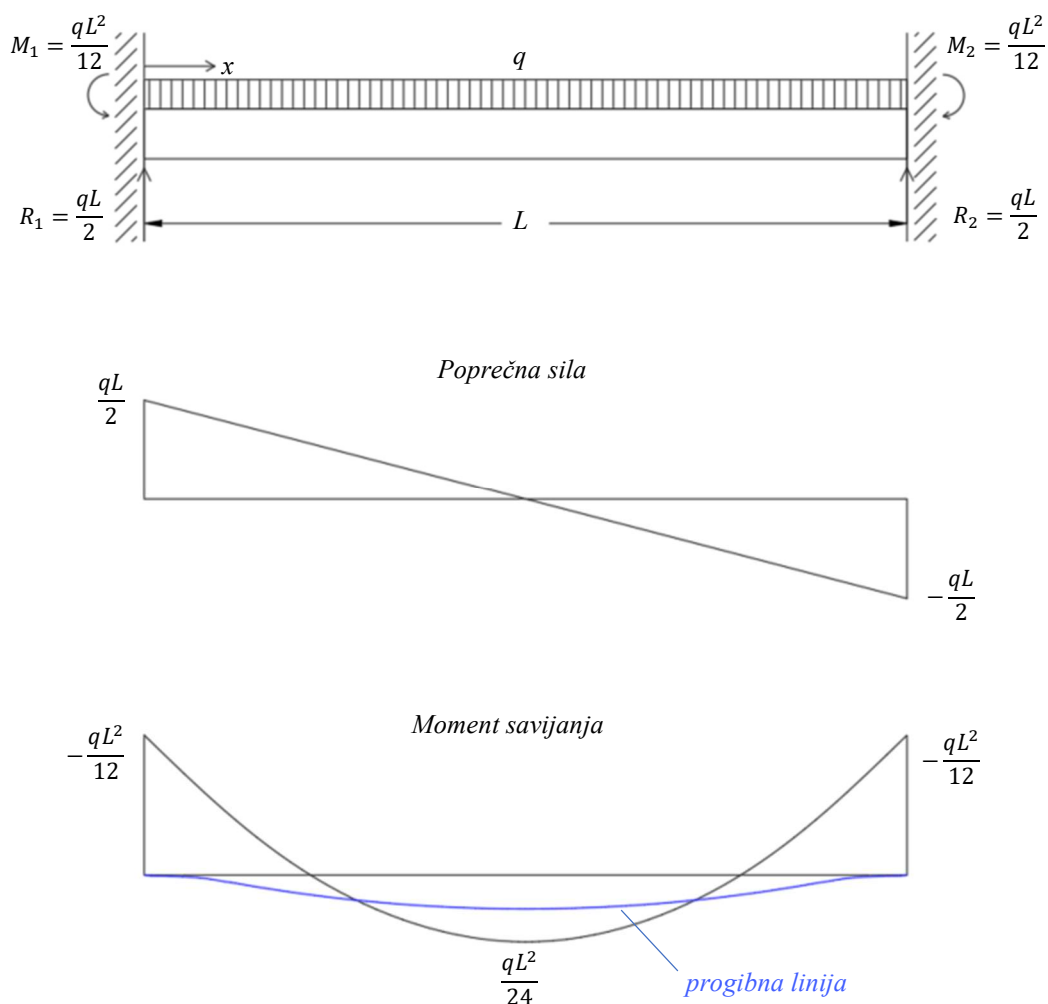 M₁ = qL²/12
x
q
M₂ = qL²/12
R₁ = qL/2
L
R₂ = qL/2
Poprečna sila
qL/2
−qL/2
Moment savijanja
−qL²/12
−qL²/12
qL²/24
progibna linija